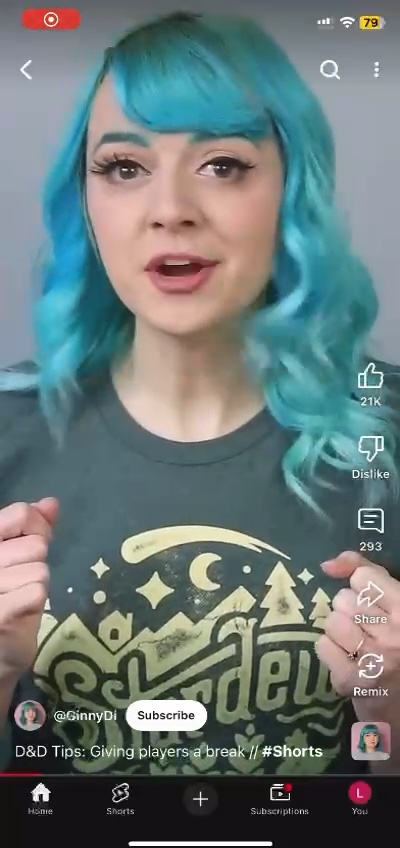 79
21K
Dislike
293
Share
Remix
Stardew
@GinnyDi
Subscribe
D&D Tips: Giving players a break // #Shorts
Home
Shorts
Subscriptions
L
You